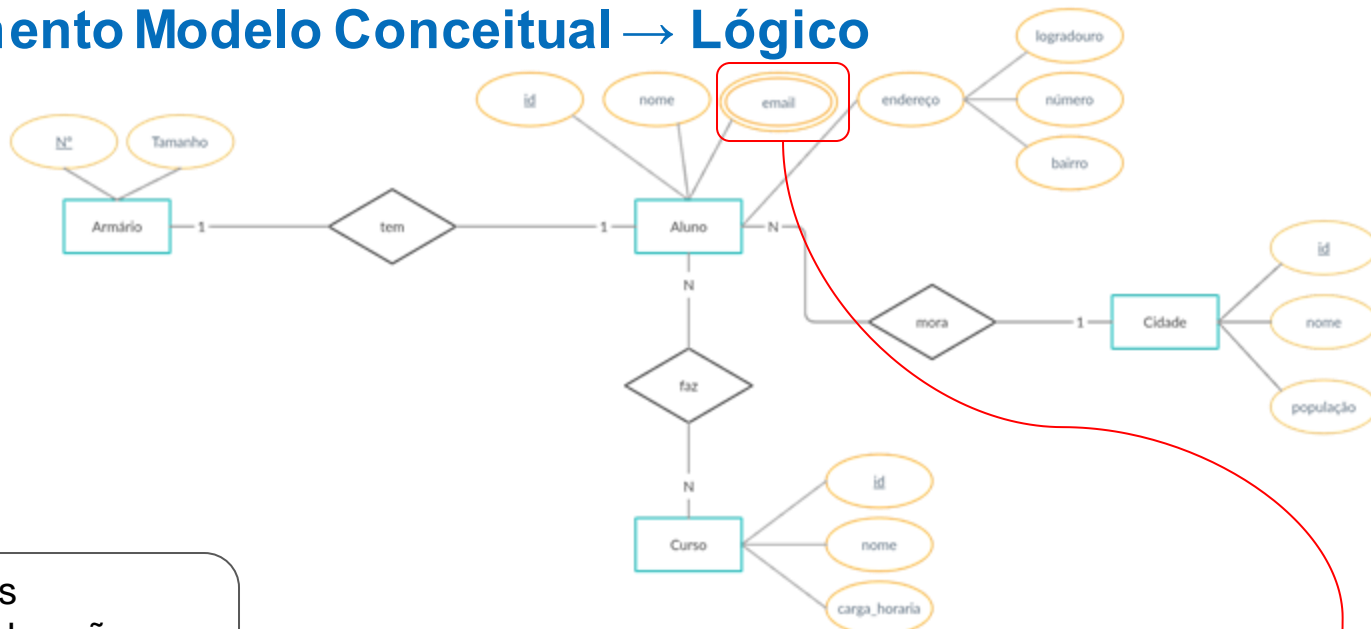 mento Modelo Conceitual → Lógico
logradouro
id
nome
email
endereço
número
Nº
Tamanho
bairro
Armário
1
tem
1
Aluno
N
id
N
mora
1
Cidade
nome
faz
população
id
N
Curso
nome
s
carga_horaria